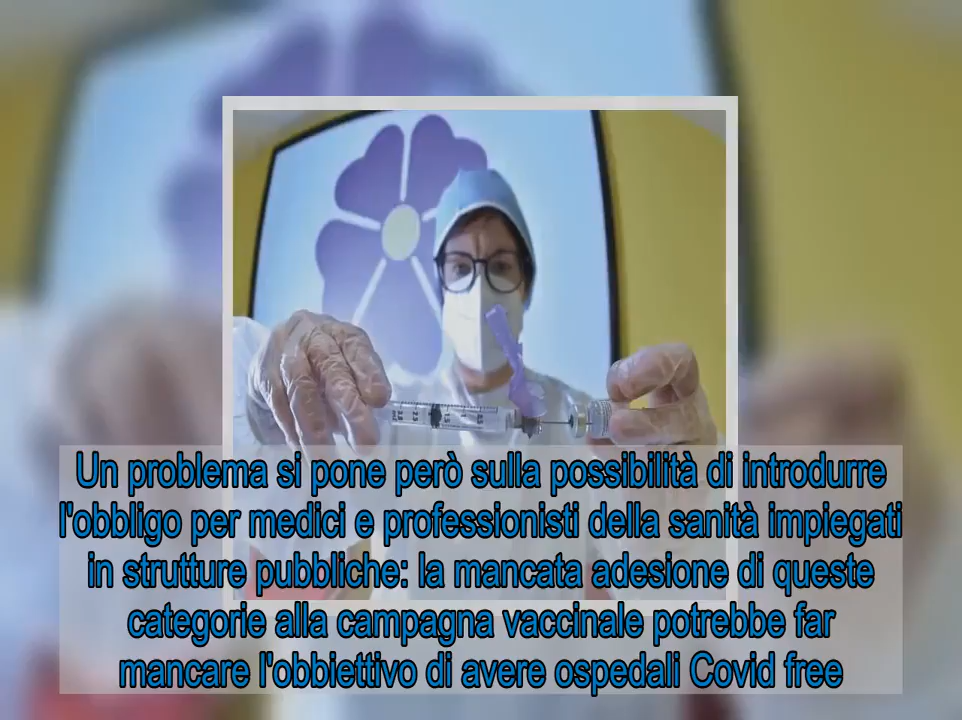 Un problema si pone però sulla possibilità di introdurre
l'obbligo per medici e professionisti della sanità impiegati
in strutture pubbliche: la mancata adesione di queste
categorie alla campagna vaccinale potrebbe far
mancare l'obbiettivo di avere ospedali Covid free